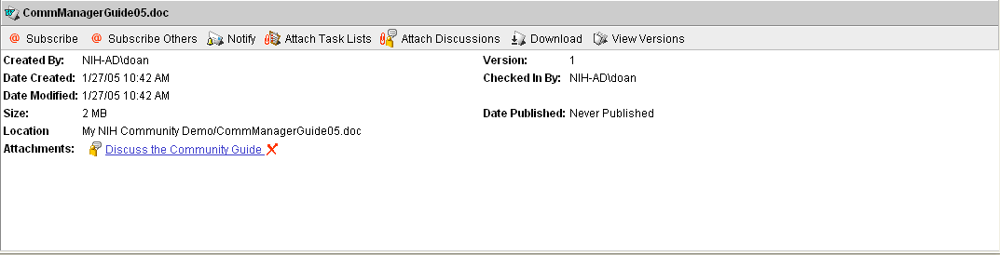 CommManagerGuide05.doc
@ Subscribe @ Subscribe Others Notify Attach Task Lists Attach Discussions Download View Versions
Created By: NIH-AD\doan Version: 1
Date Created: 1/27/05 10:42 AM Checked In By: NIH-AD\doan
Date Modified: 1/27/05 10:42 AM
Size: 2 MB Date Published: Never Published
Location My NIH Community Demo/CommManagerGuide05.doc
Attachments: Discuss the Community Guide